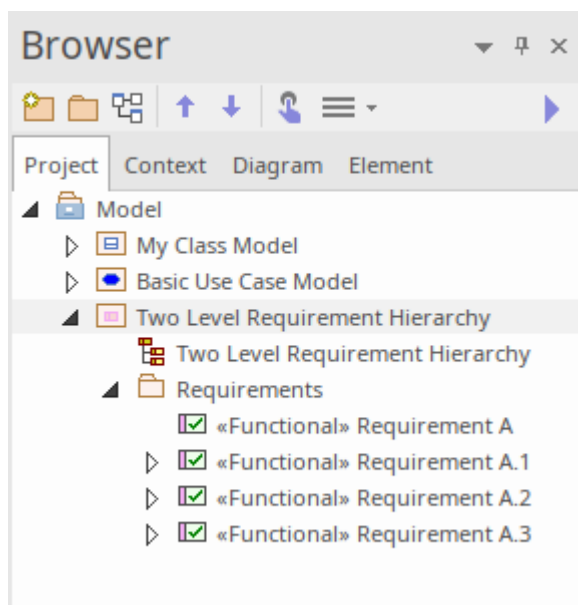 Browser
Project Context Diagram Element
Model
My Class Model
Basic Use Case Model
Two Level Requirement Hierarchy
Two Level Requirement Hierarchy
Requirements
«Functional» Requirement A
«Functional» Requirement A.1
«Functional» Requirement A.2
«Functional» Requirement A.3